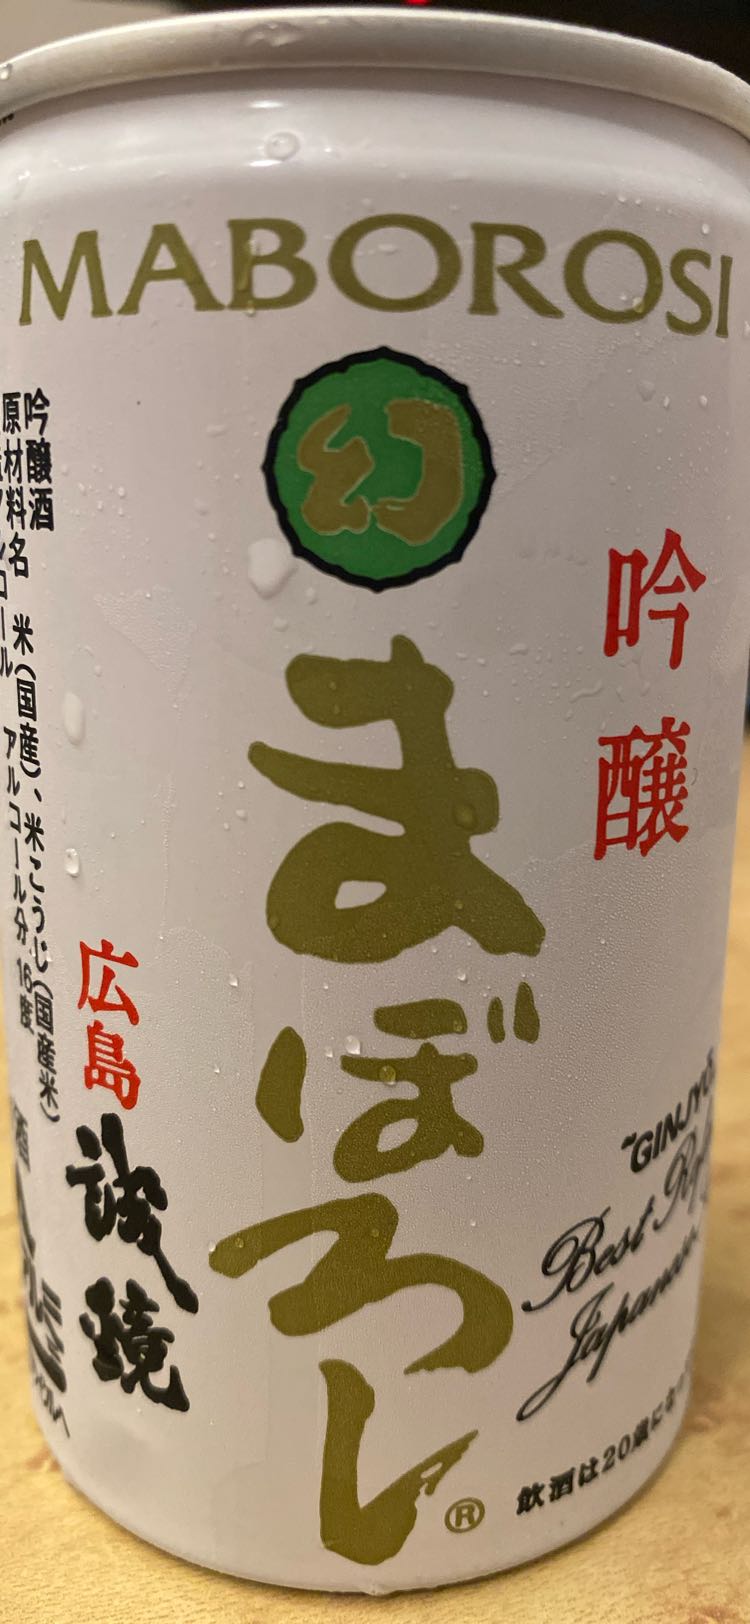 MABOROSI
幻
吟醸
まぼろし®
"GINJYO
Best
Japanese
飲酒は20歳にな
広島
誠鏡
吟醸酒
原材料名 米(国産)、米こうじ(国産米)
アルコール アルコール分 16度